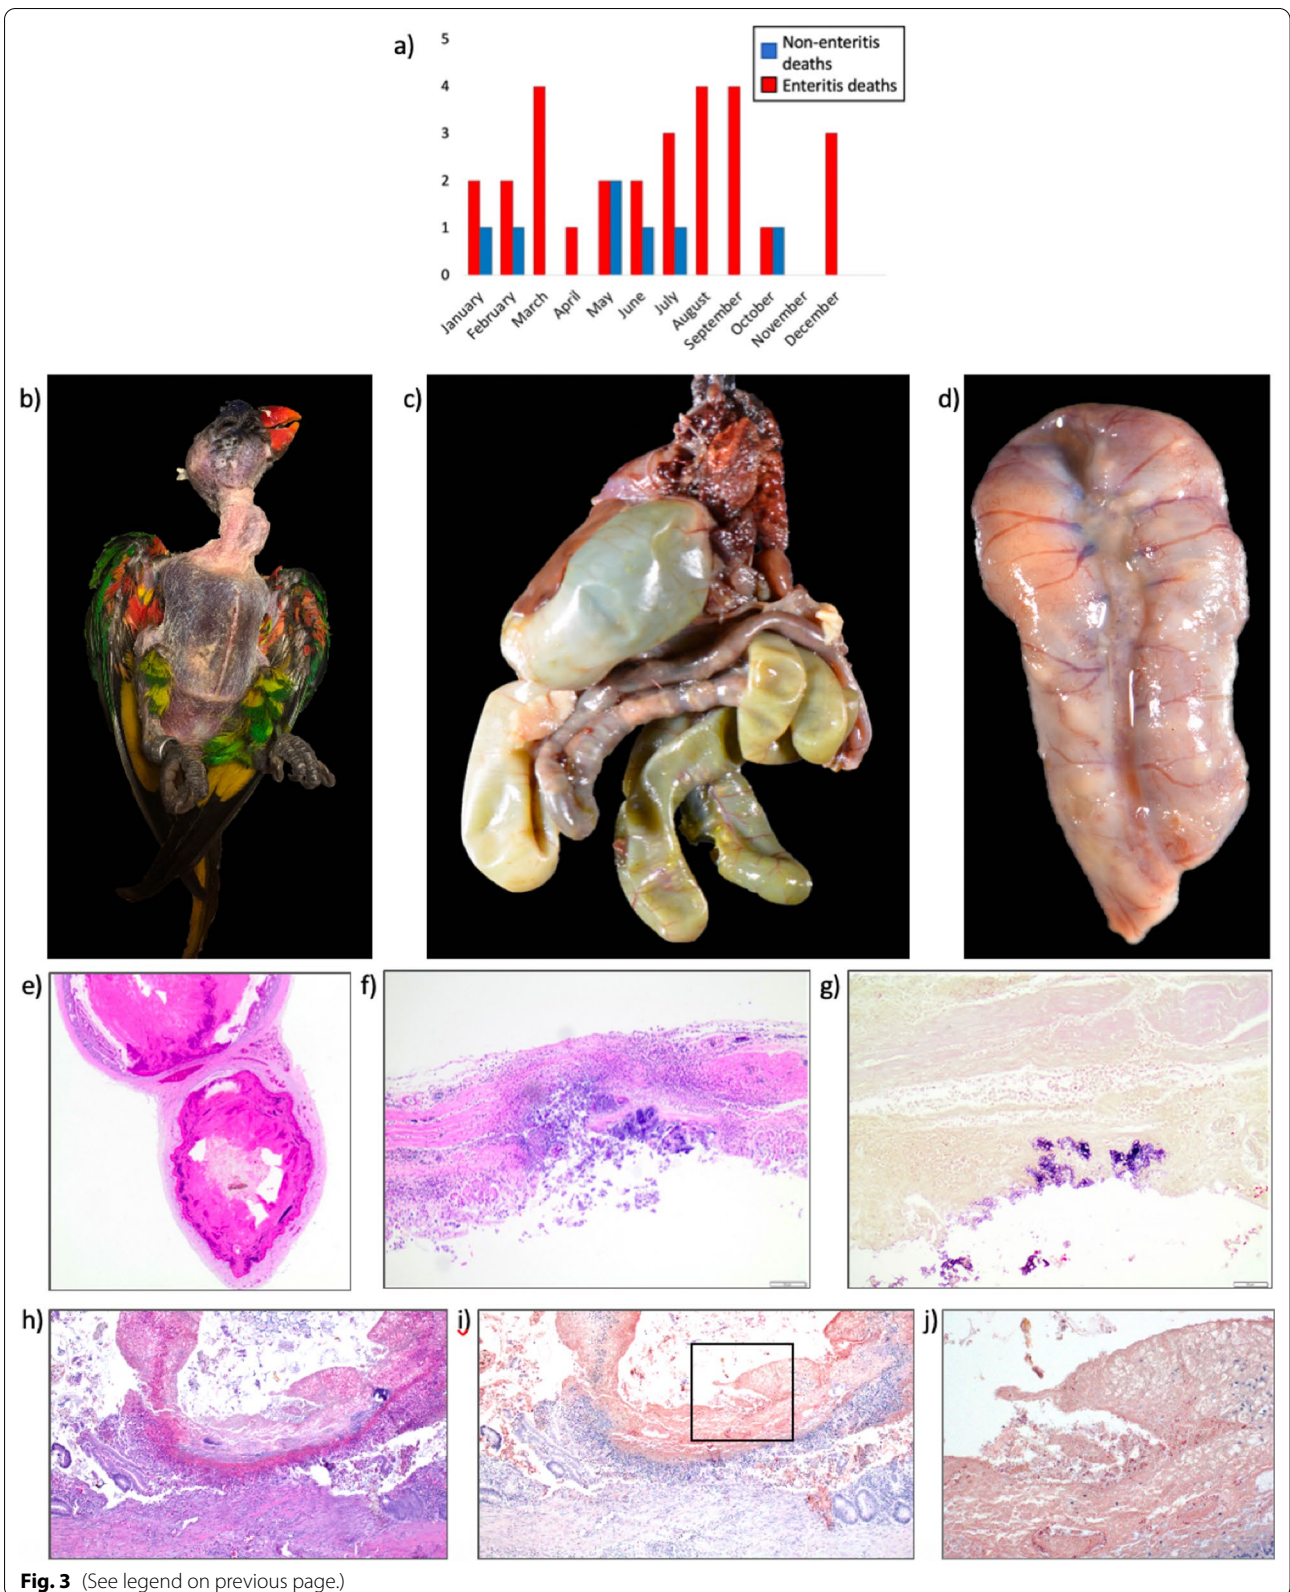 a)
5
4
3
2
1
0
Non-enteritis
deaths
Enteritis deaths
January
February
March
April
May
June
July
August
September
October
November
December
b)
c)
d)
e)
f)
g)
h)
i)
j)
Fig. 3 (See legend on previous page.)